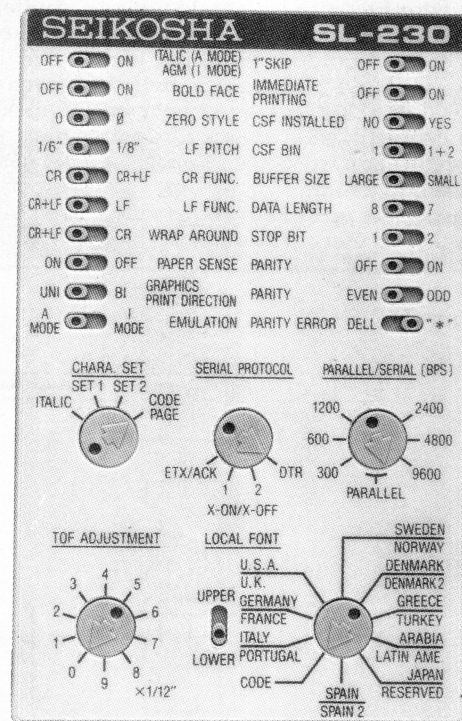 SEIKOSHA SL-230
OFF ON ITALIC (A MODE) AGM (I MODE) 1"SKIP OFF ON
OFF ON BOLD FACE IMMEDIATE PRINTING OFF ON
0 Ø ZERO STYLE CSF INSTALLED NO YES
1/6" 1/8" LF PITCH CSF BIN 1 1+2
CR CR+LF CR FUNC. BUFFER SIZE LARGE SMALL
CR+LF LF LF FUNC. DATA LENGTH 8 7
CR+LF CR WRAP AROUND STOP BIT 1 2
ON OFF PAPER SENSE PARITY OFF ON
UNI BI GRAPHICS PRINT DIRECTION PARITY EVEN ODD
A MODE I MODE EMULATION PARITY ERROR DELL "*"
CHARA. SET
SET 1 SET 2
ITALIC CODE PAGE
SERIAL PROTOCOL
ETX/ACK 1 2 DTR
X-ON/X-OFF
PARALLEL/SERIAL (BPS)
1200 2400
600 4800
300 9600
PARALLEL
TOF ADJUSTMENT
4
3 5
2 6
1 7
0 8
9
×1/12"
LOCAL FONT
UPPER
LOWER
U.S.A.
U.K.
GERMANY
FRANCE
ITALY
PORTUGAL
CODE
SWEDEN
NORWAY
DENMARK
DENMARK2
GREECE
TURKEY
ARABIA
LATIN AME
JAPAN
RESERVED
SPAIN
SPAIN 2